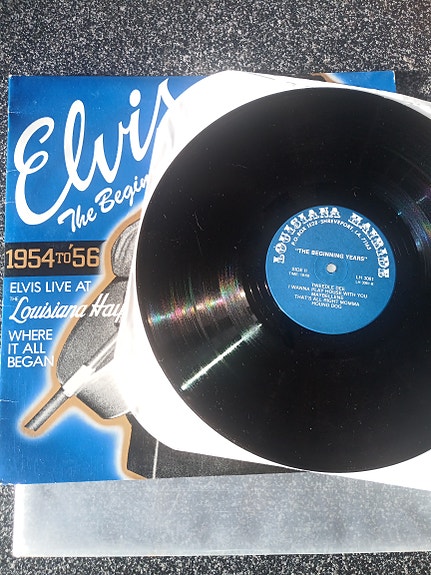 Elvis
The Begin
1954 TO '56
ELVIS LIVE AT
THE Louisiana Hay
WHERE
IT ALL
BEGAN
LOUISIANA HAYRIDE
"THE BEGINNING YEARS"
SIDE II
LH 3061
TWEEDLE DEE
I WANNA PLAY HOUSE WITH YOU
MAYBELLENE
THAT'S ALL RIGHT MOMMA
HOUND DOG